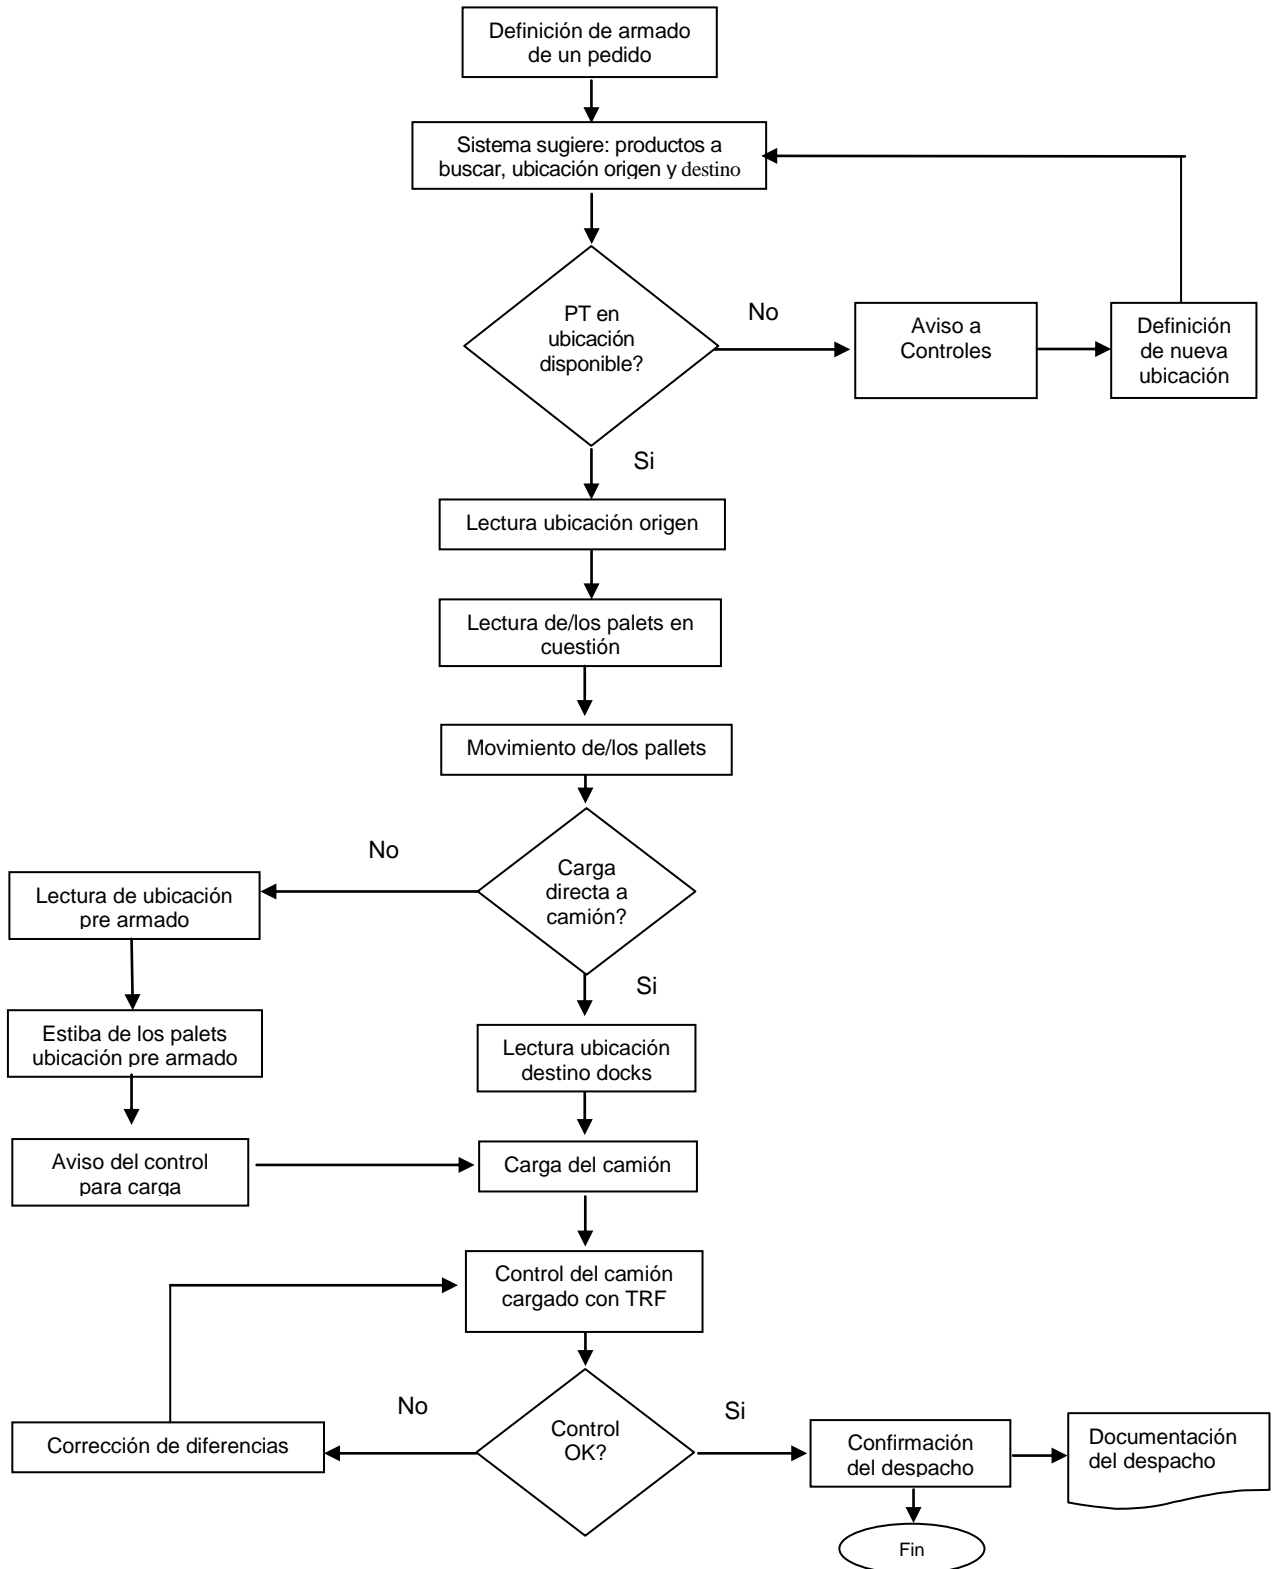 Definición de armado
de un pedido
Sistema sugiere: productos a
buscar, ubicación origen y destino
PT en
ubicación
disponible?
No
Aviso a
Controles
Definición
de nueva
ubicación
Si
Lectura ubicación origen
Lectura de/los palets en
cuestión
Movimiento de/los pallets
Carga
directa a
camión?
No
Lectura de ubicación
pre armado
Si
Estiba de los palets
ubicación pre armado
Lectura ubicación
destino docks
Aviso del control
para carga
Carga del camión
Control del camión
cargado con TRF
Control
OK?
No
Corrección de diferencias
Si
Confirmación
del despacho
Documentación
del despacho
Fin